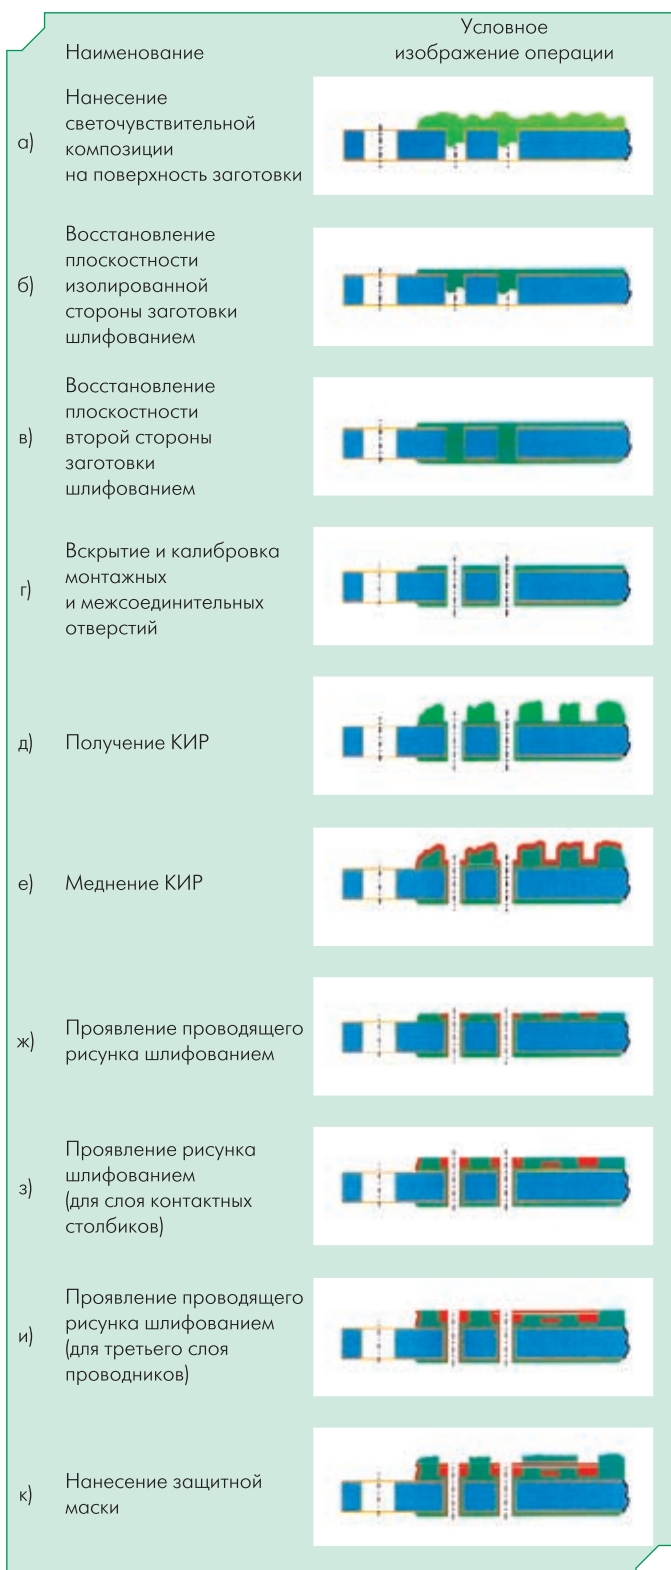 Наименование
Условное
изображение операции
а)
Нанесение
светочувствительной
композиции
на поверхность заготовки
б)
Восстановление
плоскостности
изолированной
стороны заготовки
шлифованием
в)
Восстановление
плоскостности
второй стороны
заготовки
шлифованием
г)
Вскрытие и калибровка
монтажных
и межсоединительных
отверстий
д)
Получение КИР
е)
Меднение КИР
ж)
Проявление проводящего
рисунка шлифованием
з)
Проявление рисунка
шлифованием
(для слоя контактных
столбиков)
и)
Проявление проводящего
рисунка шлифованием
(для третьего слоя
проводников)
к)
Нанесение защитной
маски